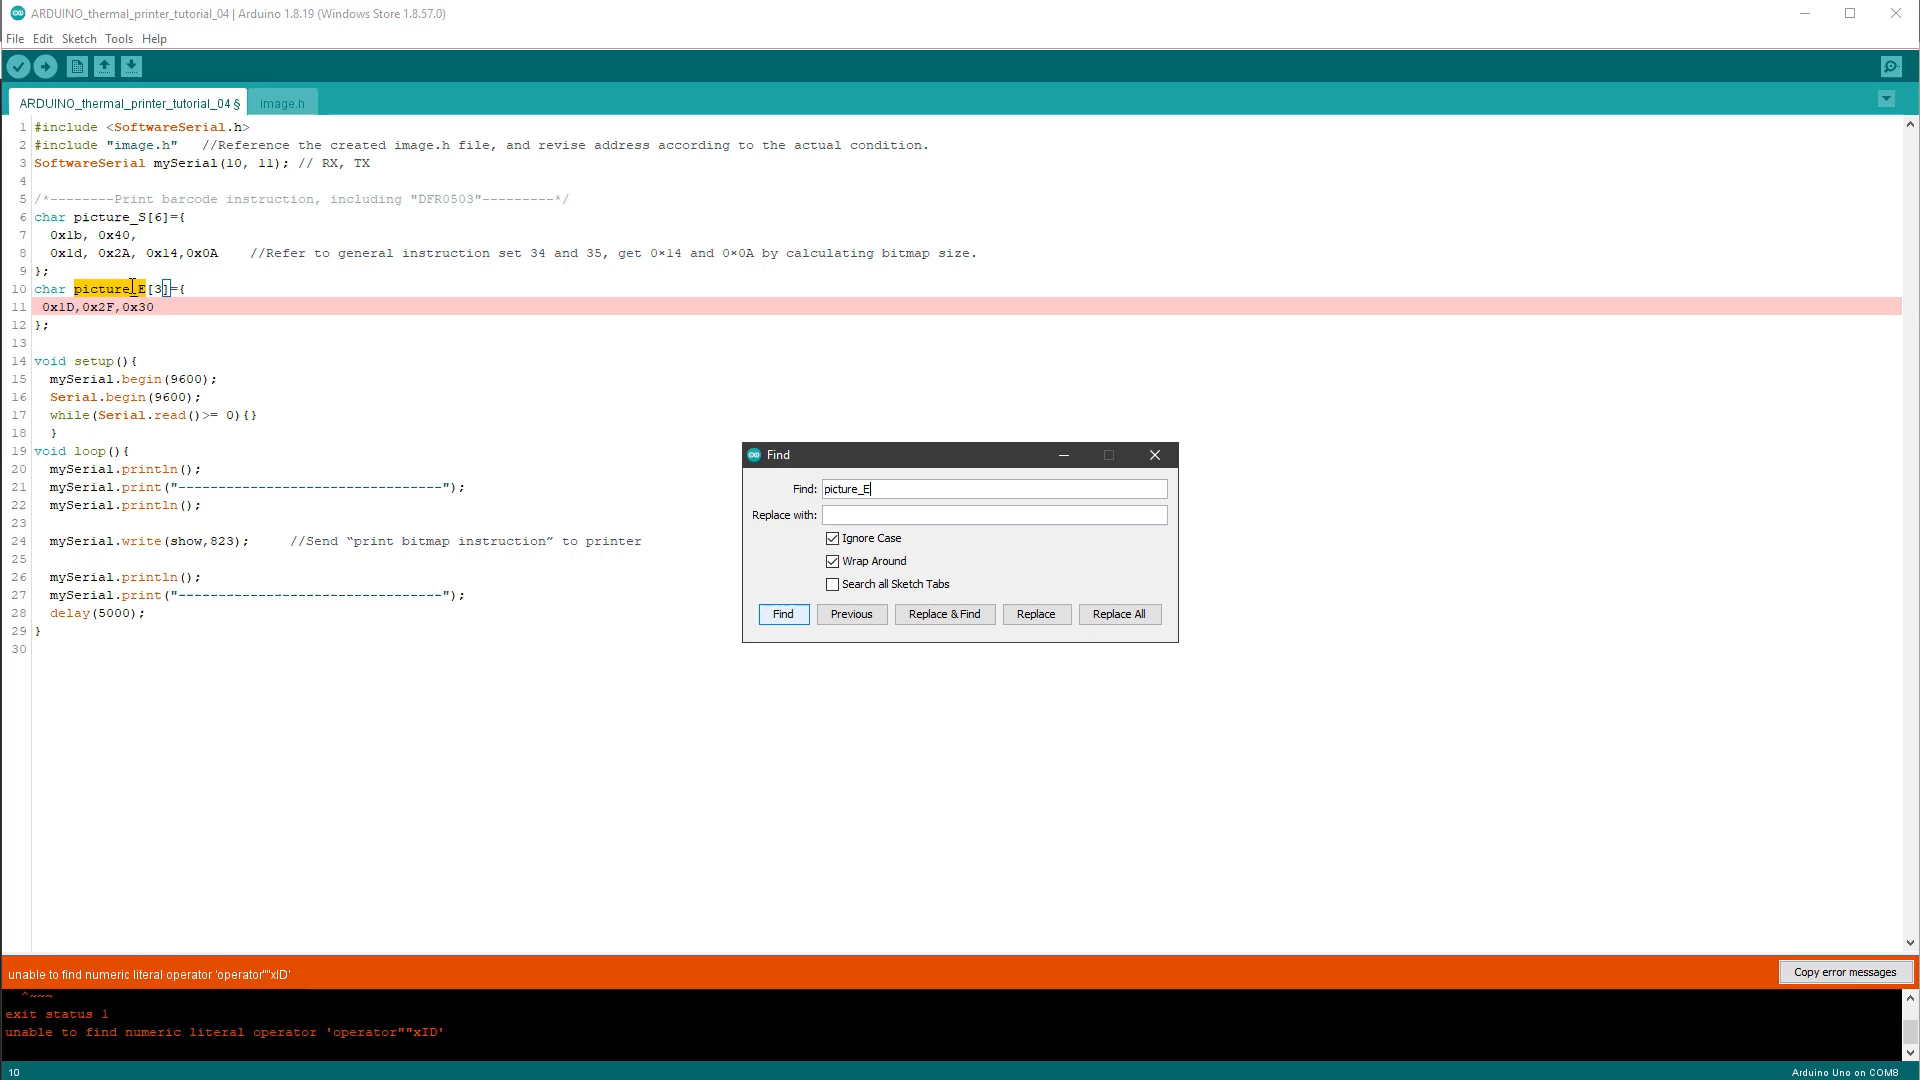 ARDUINO_thermal_printer_tutorial_04 | Arduino 1.8.19 (Windows Store 1.8.57.0)
File Edit Sketch Tools Help
ARDUINO_thermal_printer_tutorial_04 § image.h
1 #include <SoftwareSerial.h>
2 #include "image.h" //Reference the created image.h file, and revise address according to the actual condition.
3 SoftwareSerial mySerial(10, 11); // RX, TX
4
5 /*--------Print barcode instruction, including "DFR0503"---------*/
6 char picture_S[6]={
7 0x1b, 0x40,
8 0x1d, 0x2A, 0x14,0x0A //Refer to general instruction set 34 and 35, get 0×14 and 0×0A by calculating bitmap size.
9 };
10 char picture_E[3]={
11 0x1D,0x2F,0x30
12 };
13
14 void setup(){
15 mySerial.begin(9600);
16 Serial.begin(9600);
17 while(Serial.read()>= 0){}
18 }
19 void loop(){
20 mySerial.println();
21 mySerial.print("---------------------------------");
22 mySerial.println();
23
24 mySerial.write(show,823); //Send “print bitmap instruction” to printer
25
26 mySerial.println();
27 mySerial.print("---------------------------------");
28 delay(5000);
29 }
30
Find
Find: picture_E
Replace with:
Ignore Case
Wrap Around
Search all Sketch Tabs
Find Previous Replace & Find Replace Replace All
unable to find numeric literal operator 'operator""xID'
Copy error messages
^~~~
exit status 1
unable to find numeric literal operator 'operator""xID'
10 Arduino Uno on COM8